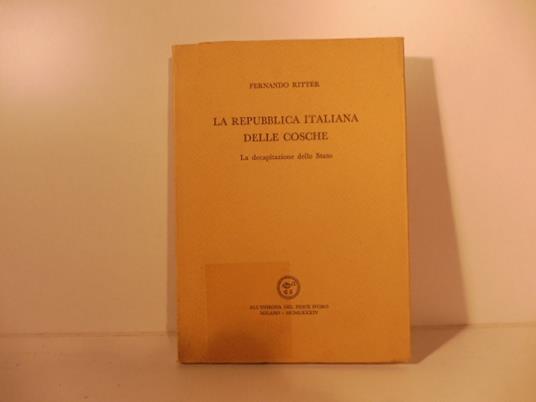 FERNANDO RITTER
LA REPUBBLICA ITALIANA
DELLE COSCHE
La decapitazione dello Stato
ALL'INSEGNA DEL PESCE D'ORO
MILANO - MCMLXXXIV